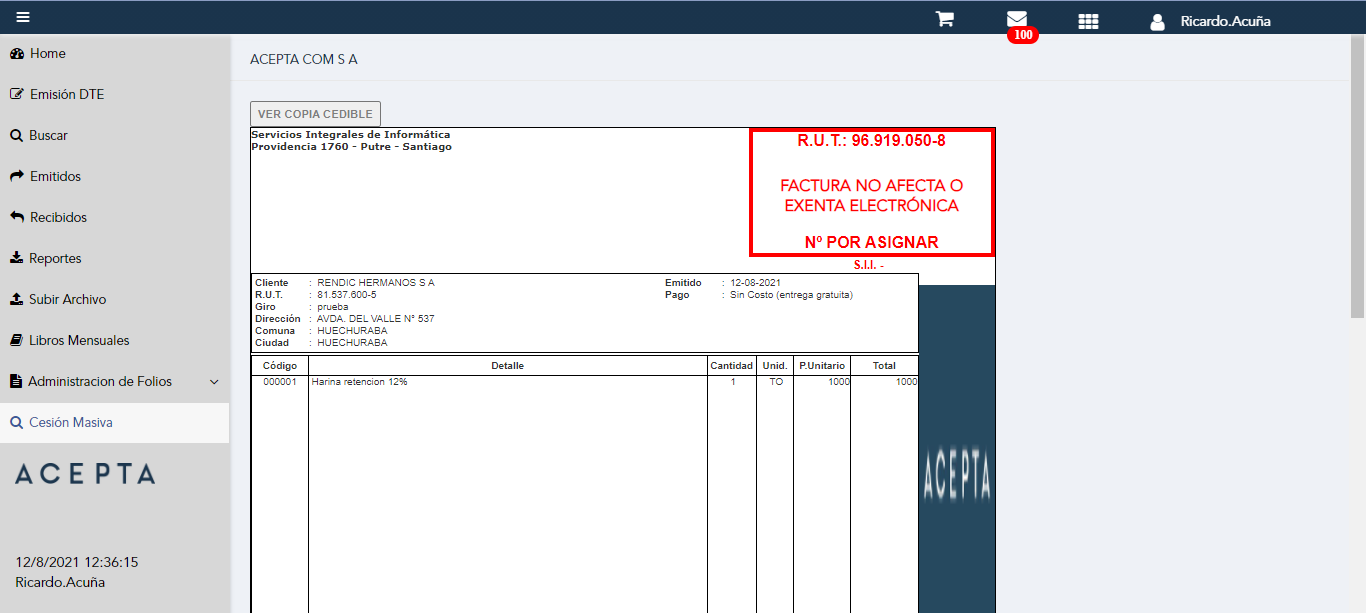 Ricardo.Acuña
100
Home
Emisión DTE
Buscar
Emitidos
Recibidos
Reportes
Subir Archivo
Libros Mensuales
Administracion de Folios
Cesión Masiva
ACEPTA
12/8/2021 12:36:15
Ricardo.Acuña
ACEPTA COM S A
VER COPIA CEDIBLE
Servicios Integrales de Informática
Providencia 1760 - Putre - Santiago
R.U.T.: 96.919.050-8
FACTURA NO AFECTA O
EXENTA ELECTRÓNICA
Nº POR ASIGNAR
S.I.I. -
Cliente : RENDIC HERMANOS S A Emitido : 12-08-2021
R.U.T. : 81.537.600-5 Pago : Sin Costo (entrega gratuita)
Giro : prueba
Dirección : AVDA. DEL VALLE N° 537
Comuna : HUECHURABA
Ciudad : HUECHURABA
Código Detalle Cantidad Unid. P.Unitario Total
000001 Harina retencion 12% 1 TO 1000 1000
ACEPTA